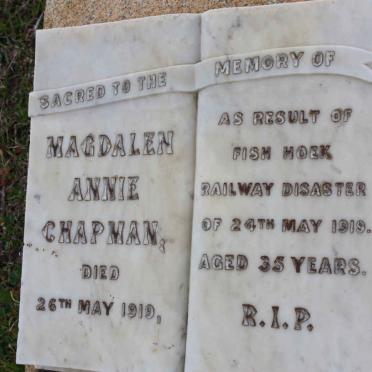 SACRED TO THE MEMORY OF
MAGDALEN
ANNIE
CHAPMAN,
DIED
26TH MAY 1919,
AS RESULT OF
FISH HOEK
RAILWAY DISASTER
OF 24TH MAY 1919.
AGED 35 YEARS.
R.I.P.